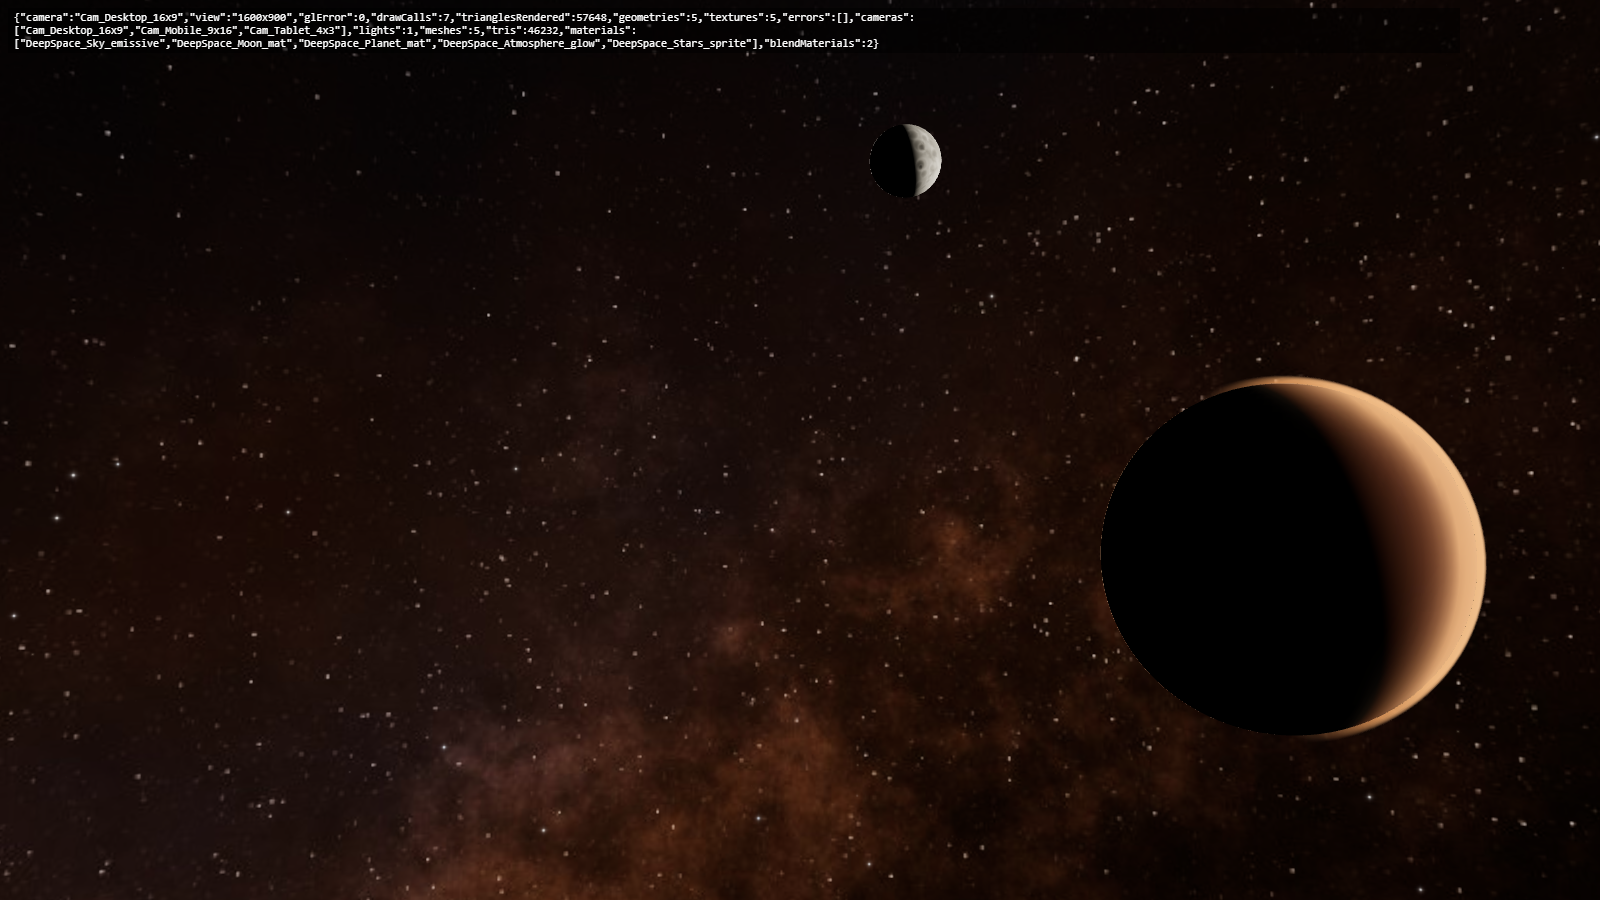 {"camera":"Cam_Desktop_16x9","view":"1600x900","glError":0,"drawCalls":7,"trianglesRendered":57648,"geometries":5,"textures":5,"errors":[],"cameras":
["Cam_Desktop_16x9","Cam_Mobile_9x16","Cam_Tablet_4x3"],"lights":1,"meshes":5,"tris":46232,"materials":
["DeepSpace_Sky_emissive","DeepSpace_Moon_mat","DeepSpace_Planet_mat","DeepSpace_Atmosphere_glow","DeepSpace_Stars_sprite"],"blendMaterials":2}